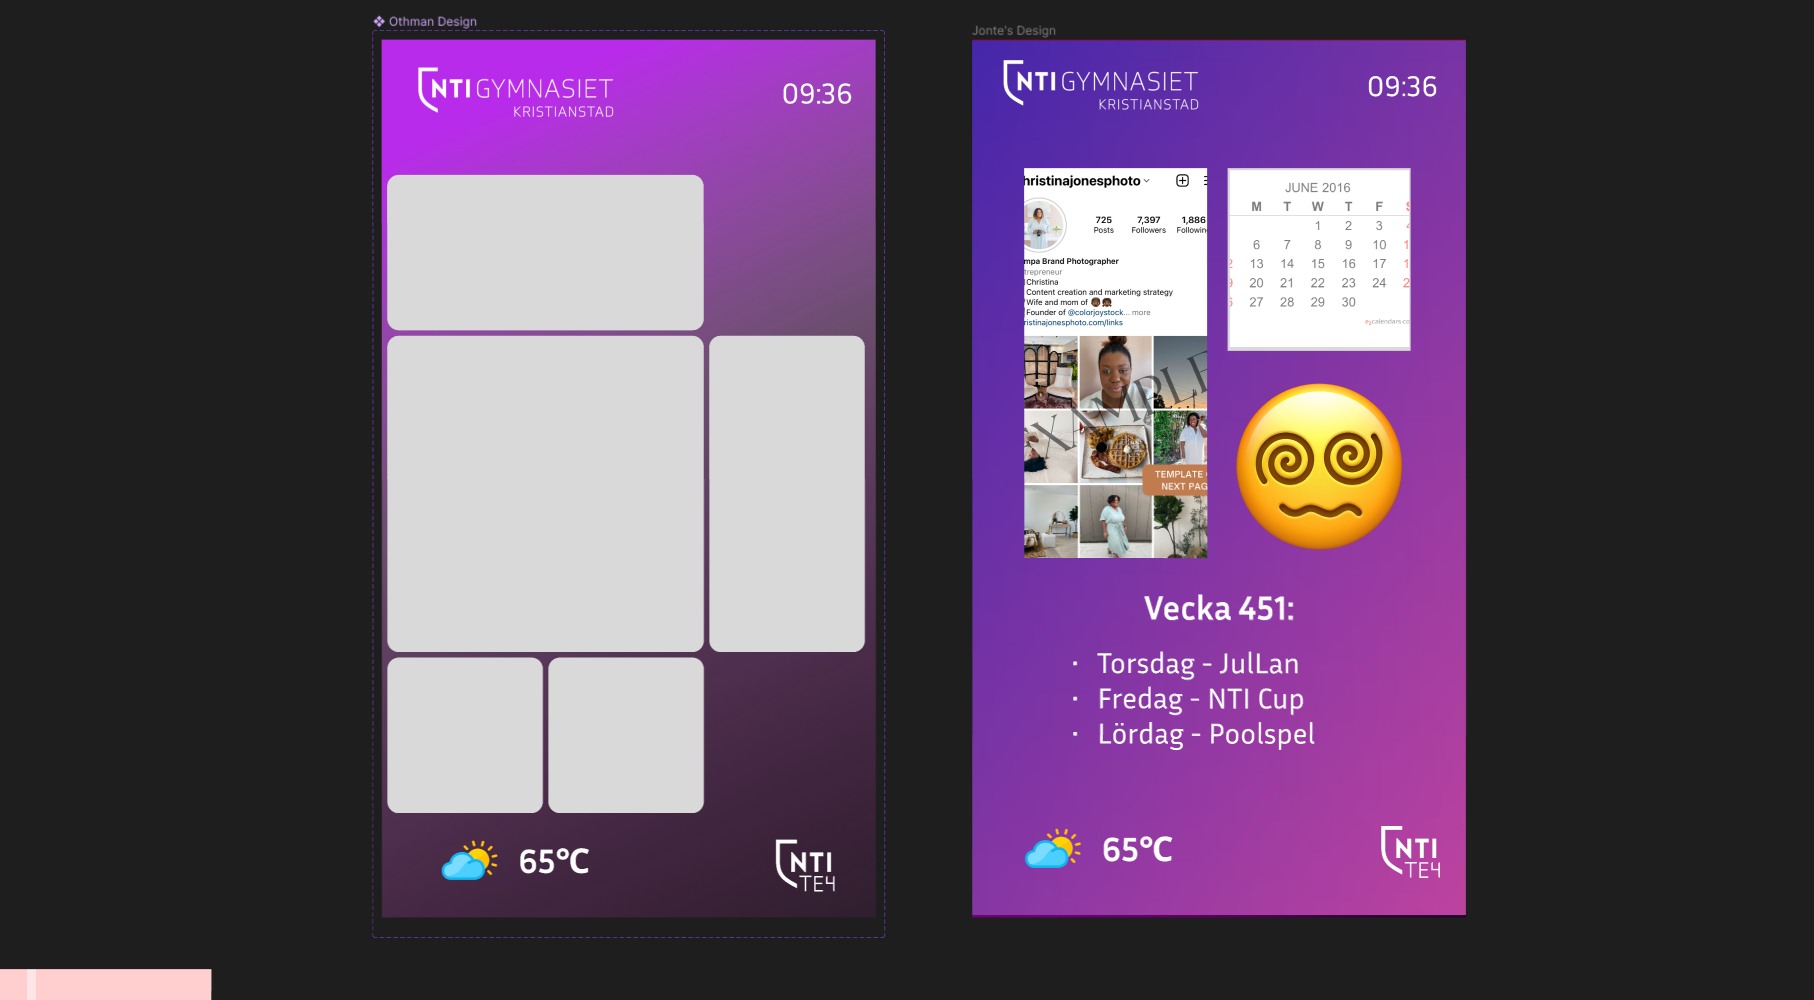 Othman Design
NTI GYMNASIET
KRISTIANSTAD
09:36
65°C
NTI
TE4
Jonte's Design
NTI GYMNASIET
KRISTIANSTAD
09:36
hristinajonesphoto
725 7,397 1,886
Posts Followers Followin
mpa Brand Photographer
trepreneur
Christina
Content creation and marketing strategy
Wife and mom of
Founder of @colorjoystock... more
ristinajonesphoto.com/links
TEMPLATE
NEXT PAG
JUNE 2016
M T W T F S
1 2 3 4
6 7 8 9 10 1
2 13 14 15 16 17 1
9 20 21 22 23 24 2
6 27 28 29 30
calendars.co
Vecka 451:
· Torsdag - JulLan
· Fredag - NTI Cup
· Lördag - Poolspel
65°C
NTI
TE4